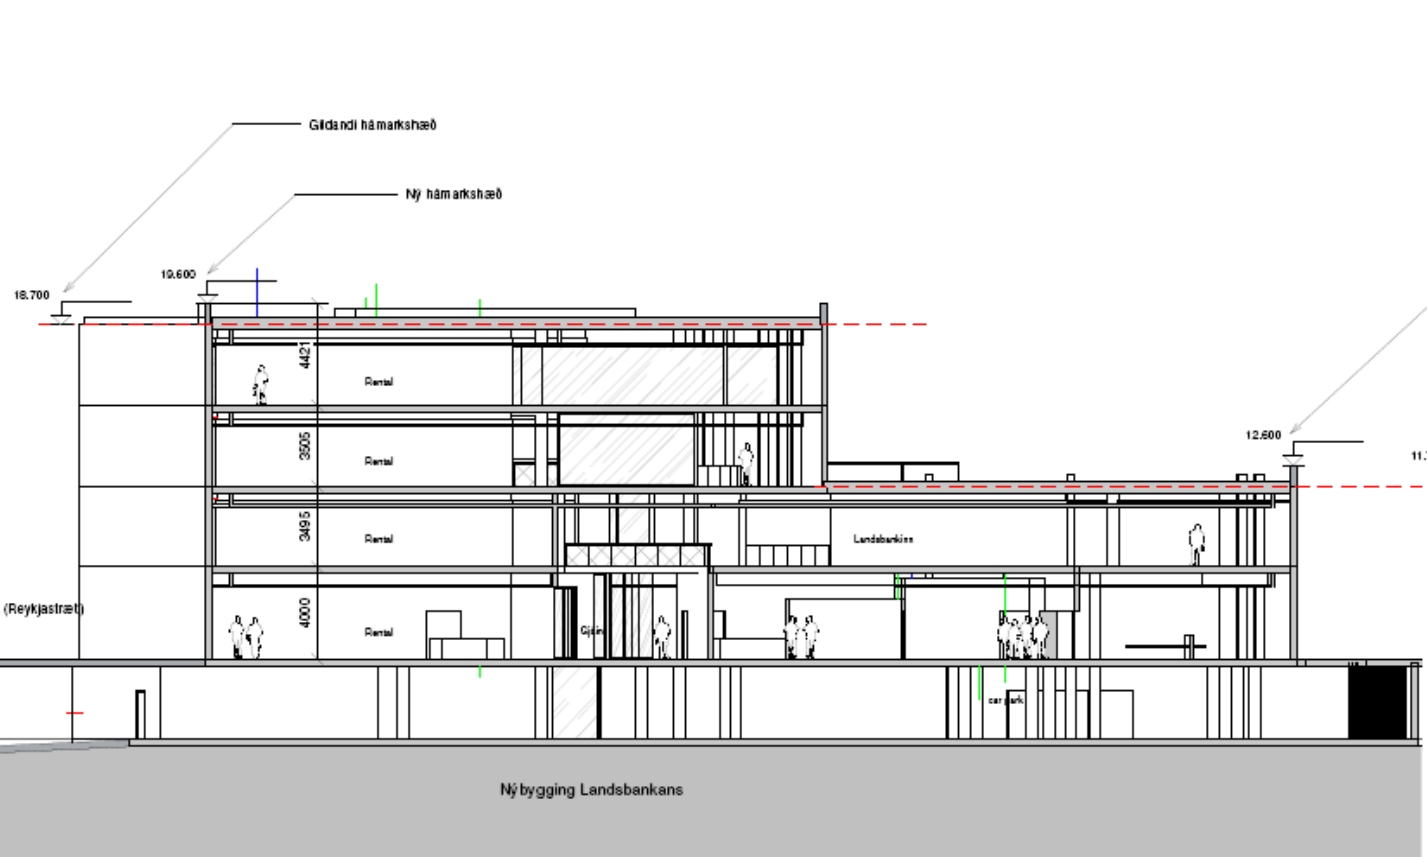 Gildandi hámarkshæð
Ný hámarkshæð
19.600
18.700
4421
Rental
12.600
3505
Rental
3495
Rental
Landsbankinn
(Reykjastræti)
4000
Rental
car park
Nýbygging Landsbankans